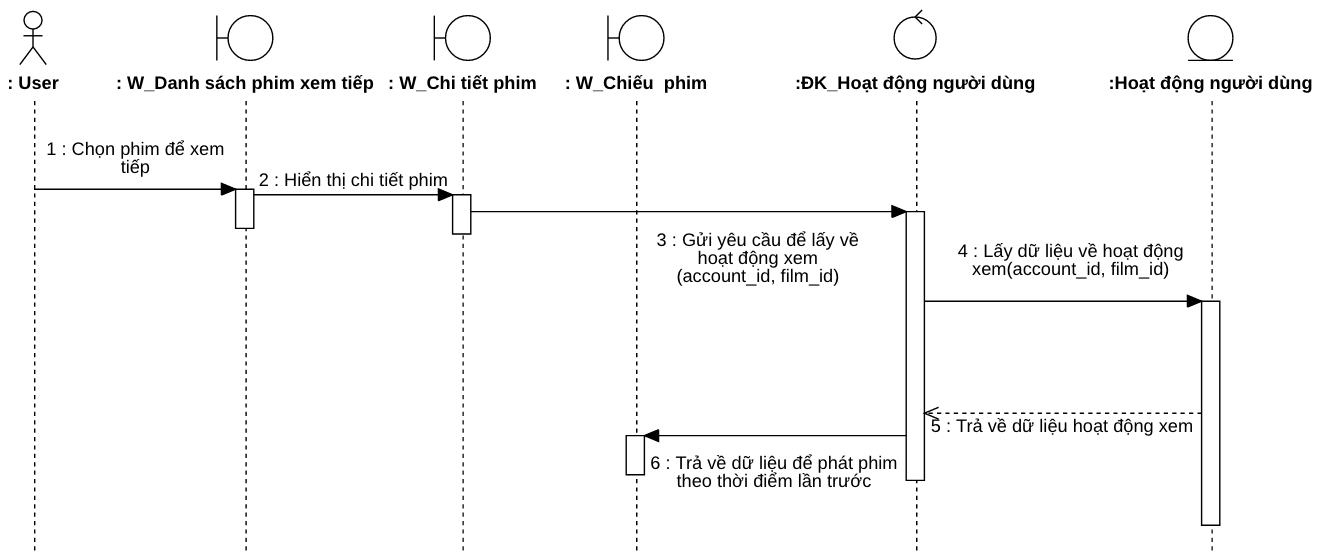 : User
: W_Danh sách phim xem tiếp
: W_Chi tiết phim
: W_Chiếu  phim
:ĐK_Hoạt động người dùng
:Hoạt động người dùng
1 : Chọn phim để xem
tiếp
2 : Hiển thị chi tiết phim
3 : Gửi yêu cầu để lấy về
hoạt động xem
(account_id, film_id)
4 : Lấy dữ liệu về hoạt động
xem(account_id, film_id)
5 : Trả về dữ liệu hoạt động xem
6 : Trả về dữ liệu để phát phim
theo thời điểm lần trước